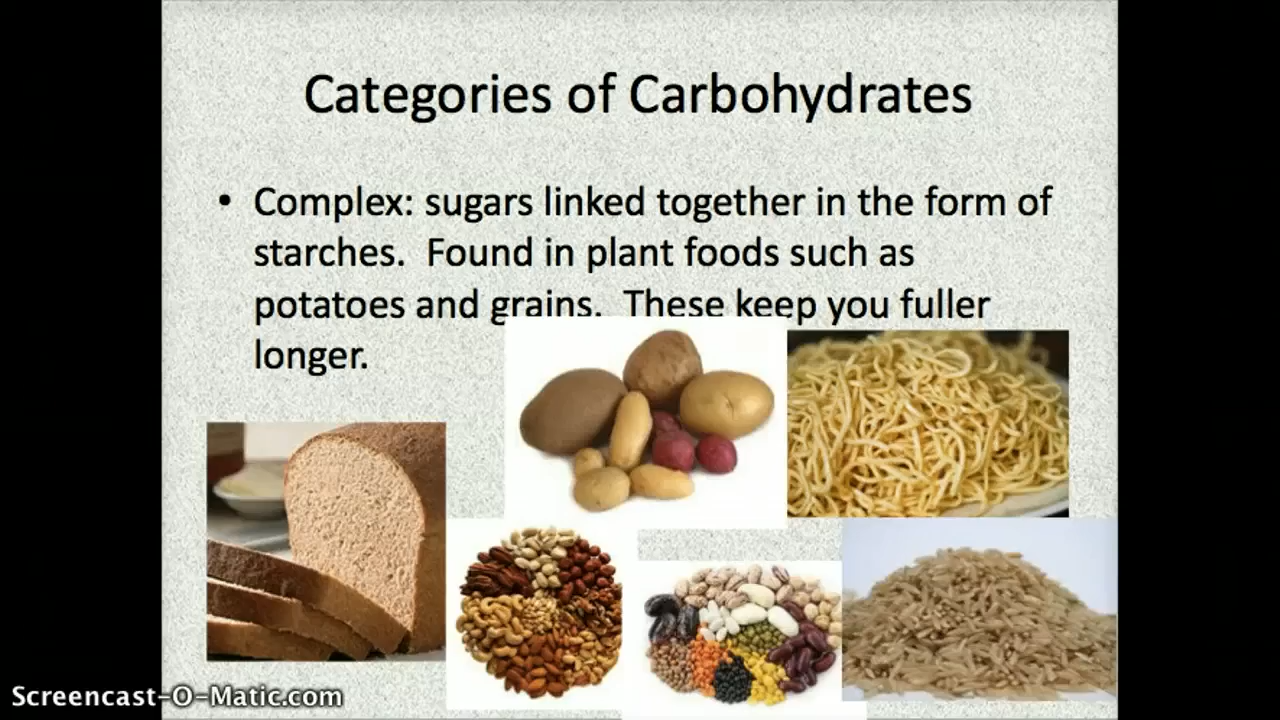 Categories of Carbohydrates
• Complex: sugars linked together in the form of
starches.  Found in plant foods such as
potatoes and grains.  These keep you fuller
longer.
Screencast-O-Matic.com